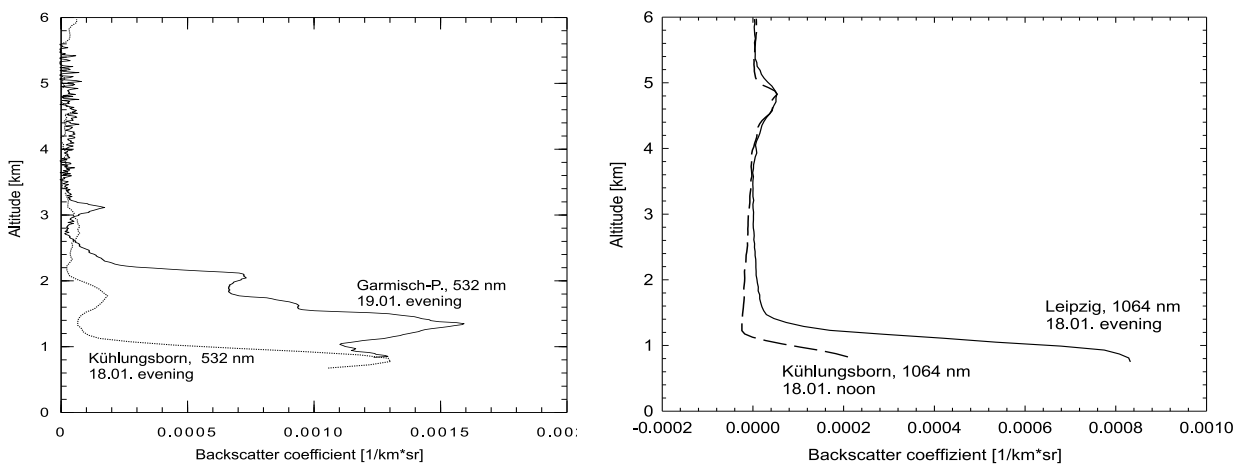 6
5
4
3
2
1
0
Altitude [km]
0
0.0005
0.0010
0.0015
Backscatter coefficient [1/km*sr]
Garmisch-P., 532 nm
19.01. evening
Kühlungsborn, 532 nm
18.01. evening
6
5
4
3
2
1
0
Altitude [km]
-0.0002
0.0000
0.0002
0.0004
0.0006
0.0008
0.0010
Backscatter coeffizient [1/km*sr]
Leipzig, 1064 nm
18.01. evening
Kühlungsborn, 1064 nm
18.01. noon